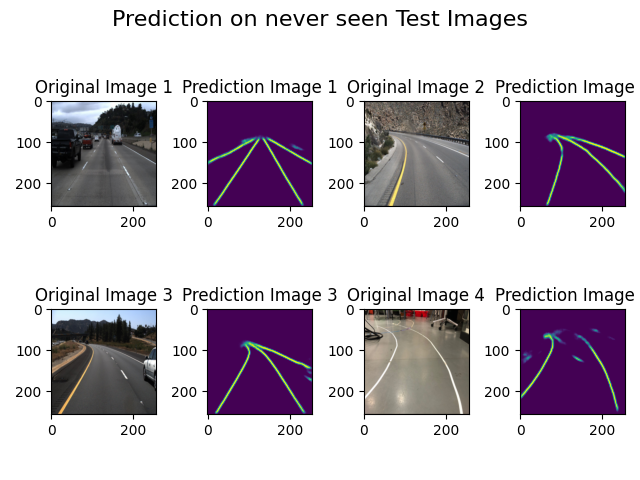 Prediction on never seen Test Images
Original Image 1 Prediction Image 1 Original Image 2 Prediction Image
0 0 0 0
100 100 100 100
200 200 200 200
0 200 0 200 0 200 0 200
Original Image 3 Prediction Image 3 Original Image 4 Prediction Image
0 0 0 0
100 100 100 100
200 200 200 200
0 200 0 200 0 200 0 200